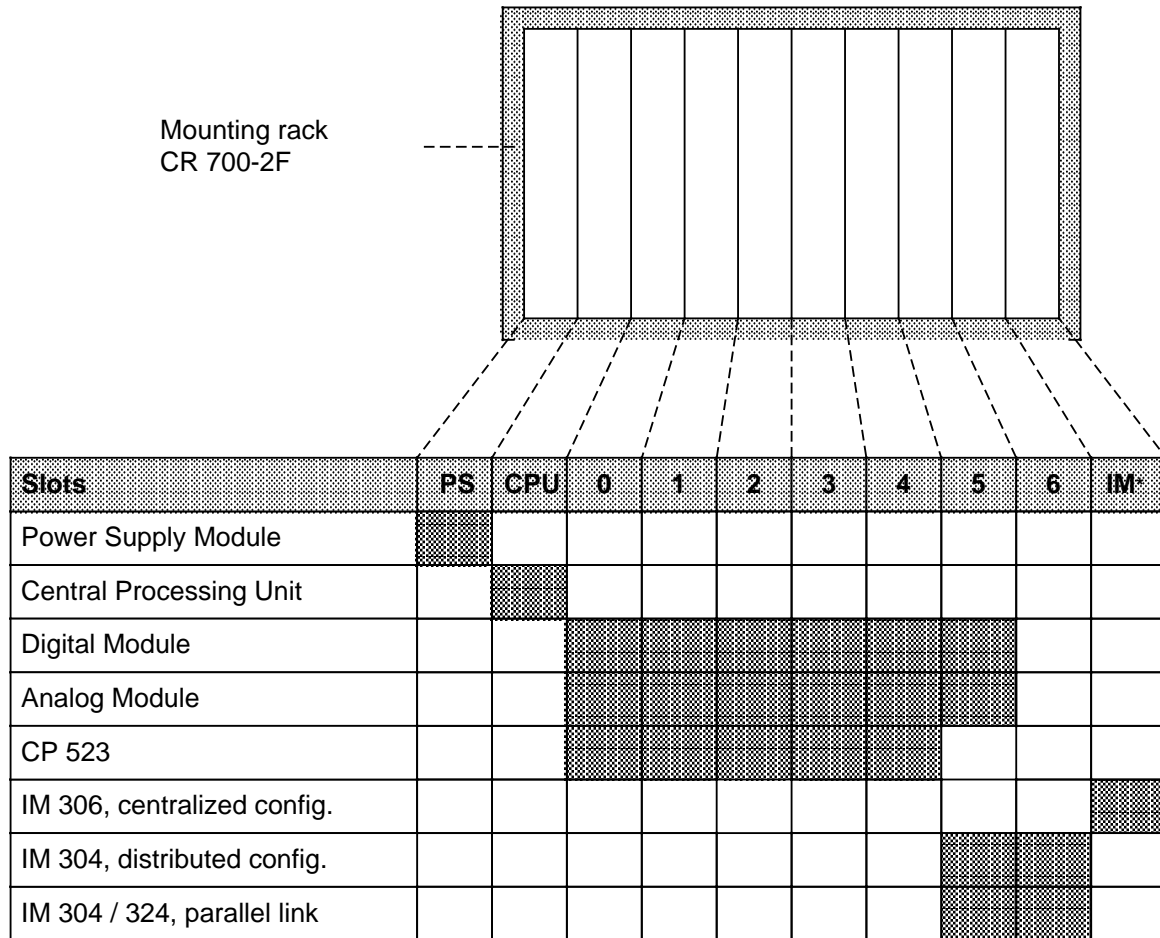 Mounting rack
CR 700-2F
Slots PS CPU 0 1 2 3 4 5 6 IM*
Power Supply Module
Central Processing Unit
Digital Module
Analog Module
CP 523
IM 306, centralized config.
IM 304, distributed config.
IM 304 / 324, parallel link